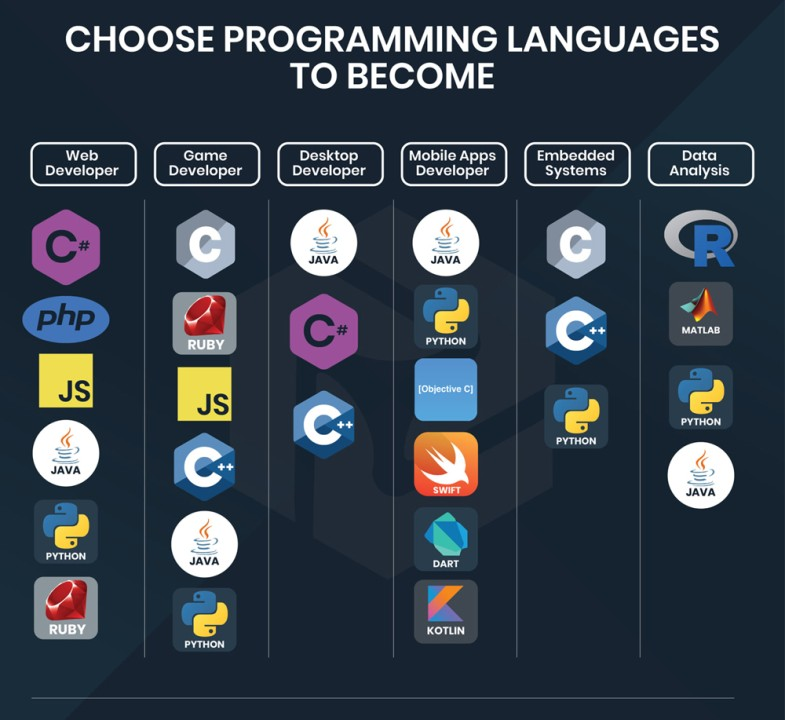 CHOOSE PROGRAMMING LANGUAGES
TO BECOME
Web
Developer
C#
php
JS
JAVA
PYTHON
RUBY
Game
Developer
C
RUBY
JS
C++
JAVA
PYTHON
Desktop
Developer
JAVA
C#
C++
Mobile Apps
Developer
JAVA
PYTHON
[Objective C]
SWIFT
DART
KOTLIN
Embedded
Systems
C
C++
PYTHON
Data
Analysis
R
MATLAB
PYTHON
JAVA